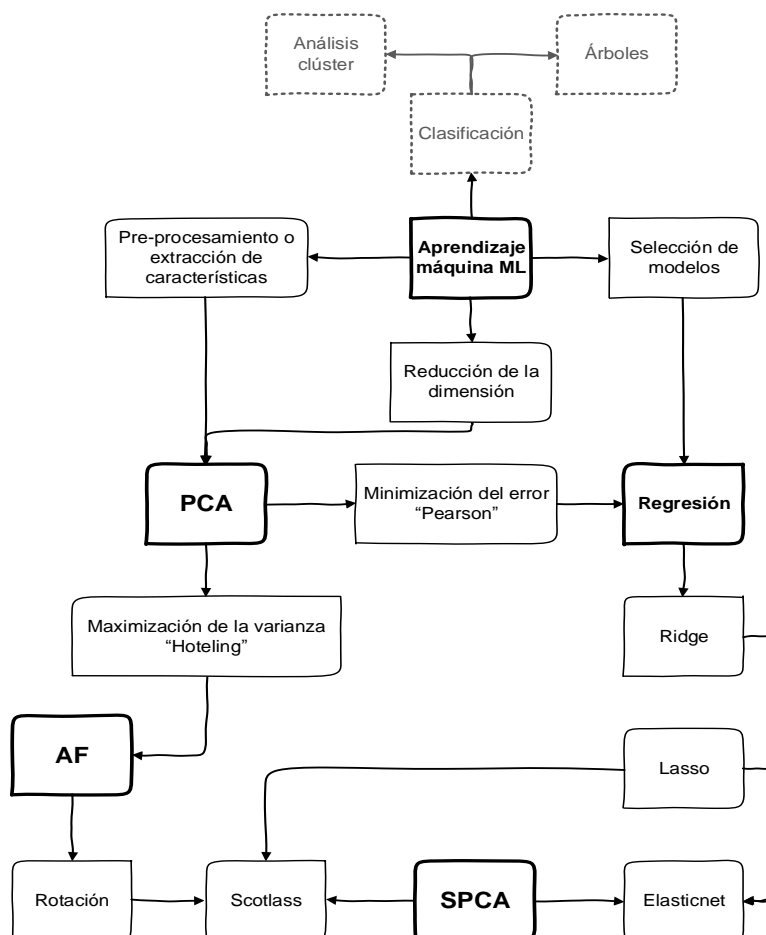 Análisis
clúster
Árboles
Clasificación
Pre-procesamiento o
extracción de
características
Aprendizaje
máquina ML
Selección de
modelos
Reducción de la
dimensión
PCA
Minimización del error
“Pearson”
Regresión
Maximización de la varianza
“Hoteling”
Ridge
AF
Lasso
Rotación
Scotlass
SPCA
Elasticnet